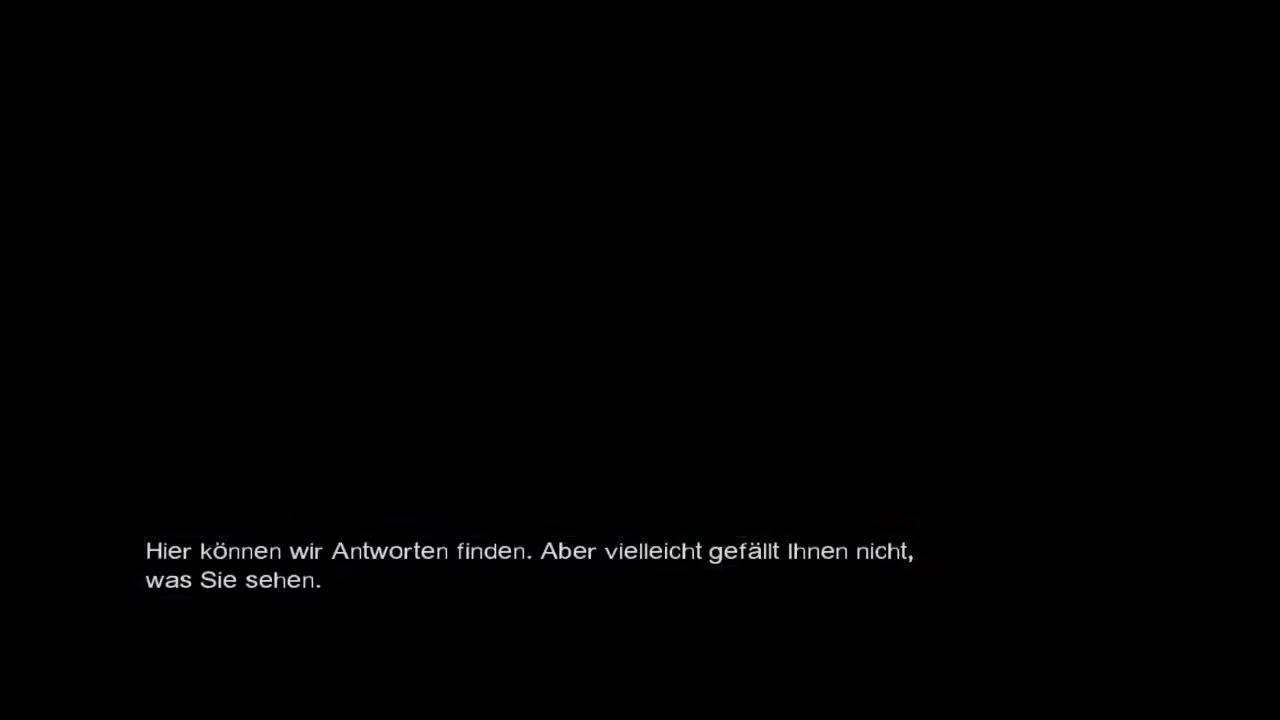 Hier können wir Antworten finden. Aber vielleicht gefällt Ihnen nicht,
was Sie sehen.